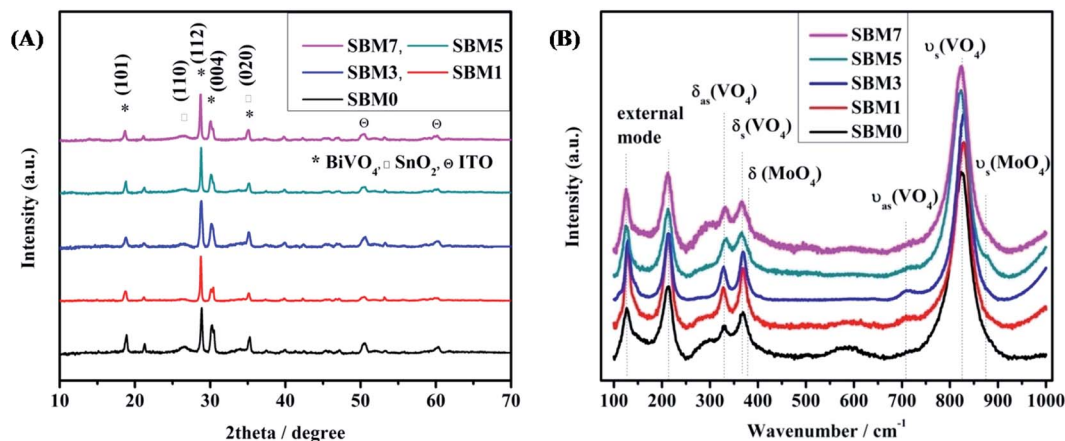 (A)
(101)
(110)
(112)
(004)
(020)
*
□
*
*
□
*
SBM7, SBM5
SBM3, SBM1
SBM0
Θ
Θ
* BiVO₄, □ SnO₂, Θ ITO
Intensity (a.u.)
10 20 30 40 50 60 70
2theta / degree
(B)
SBM7
SBM5
SBM3
SBM1
SBM0
external
mode
δas(VO₄)
δs(VO₄)
δ (MoO₄)
υas(VO₄)
υs(VO₄)
υs(MoO₄)
Intensity (a.u.)
100 200 300 400 500 600 700 800 900 1000
Wavenumber / cm⁻¹